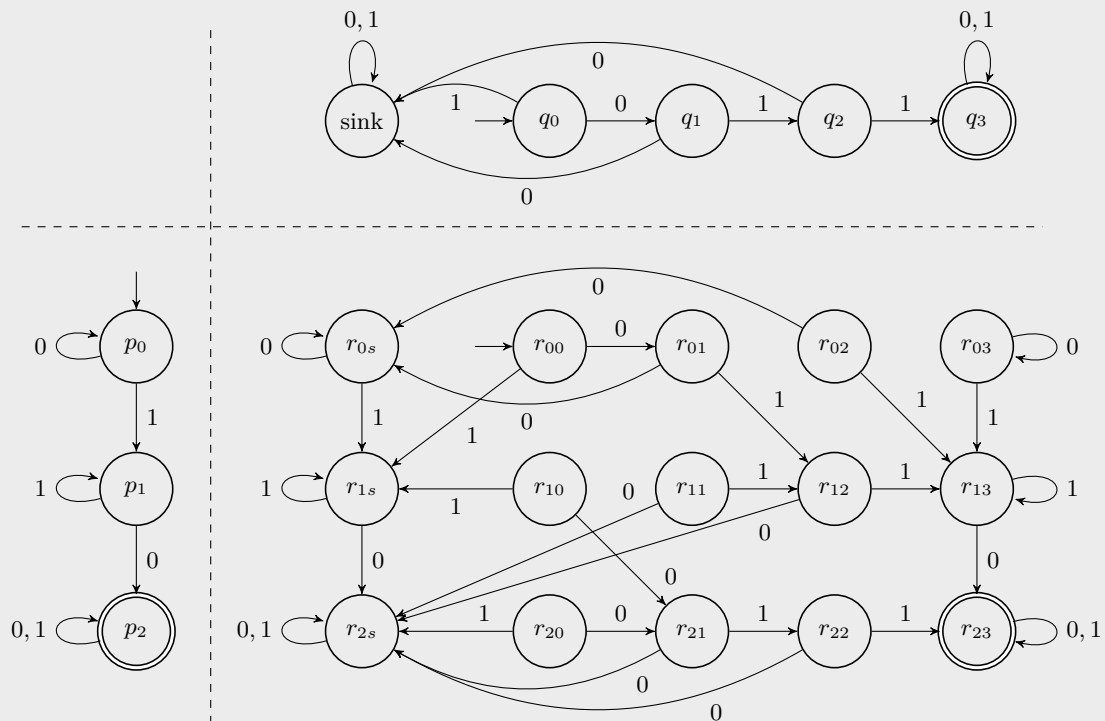 0, 1 0, 1
0
1 0 1 1
sink q₀ q₁ q₂ q₃
0
0
0 0
0 p₀ 0 r₀ₛ r₀₀ r₀₁ r₀₂ r₀₃ 0
0
1 1 1 1 1 1
1 p₁ 1 r₁ₛ r₁₀ r₁₁ r₁₂ r₁₃ 1
1 0 1 1
0
0 0 0 0
1 0 1 1
0, 1 p₂ 0, 1 r₂ₛ r₂₀ r₂₁ r₂₂ r₂₃ 0, 1
0
0